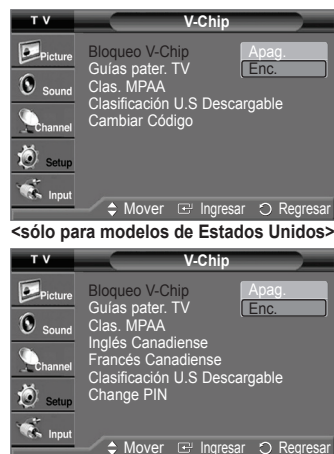 T V V-Chip
Picture
Sound
Channel
Setup
Input
Bloqueo V-Chip Apag.
Guías pater. TV Enc.
Clas. MPAA
Clasificación U.S Descargable
Cambiar Código
Mover Ingresar Regresar
<sólo para modelos de Estados Unidos>
T V V-Chip
Picture
Sound
Channel
Setup
Input
Bloqueo V-Chip Apag.
Guías pater. TV Enc.
Clas. MPAA
Inglés Canadiense
Francés Canadiense
Clasificación U.S Descargable
Change PIN
Mover Ingresar Regresar